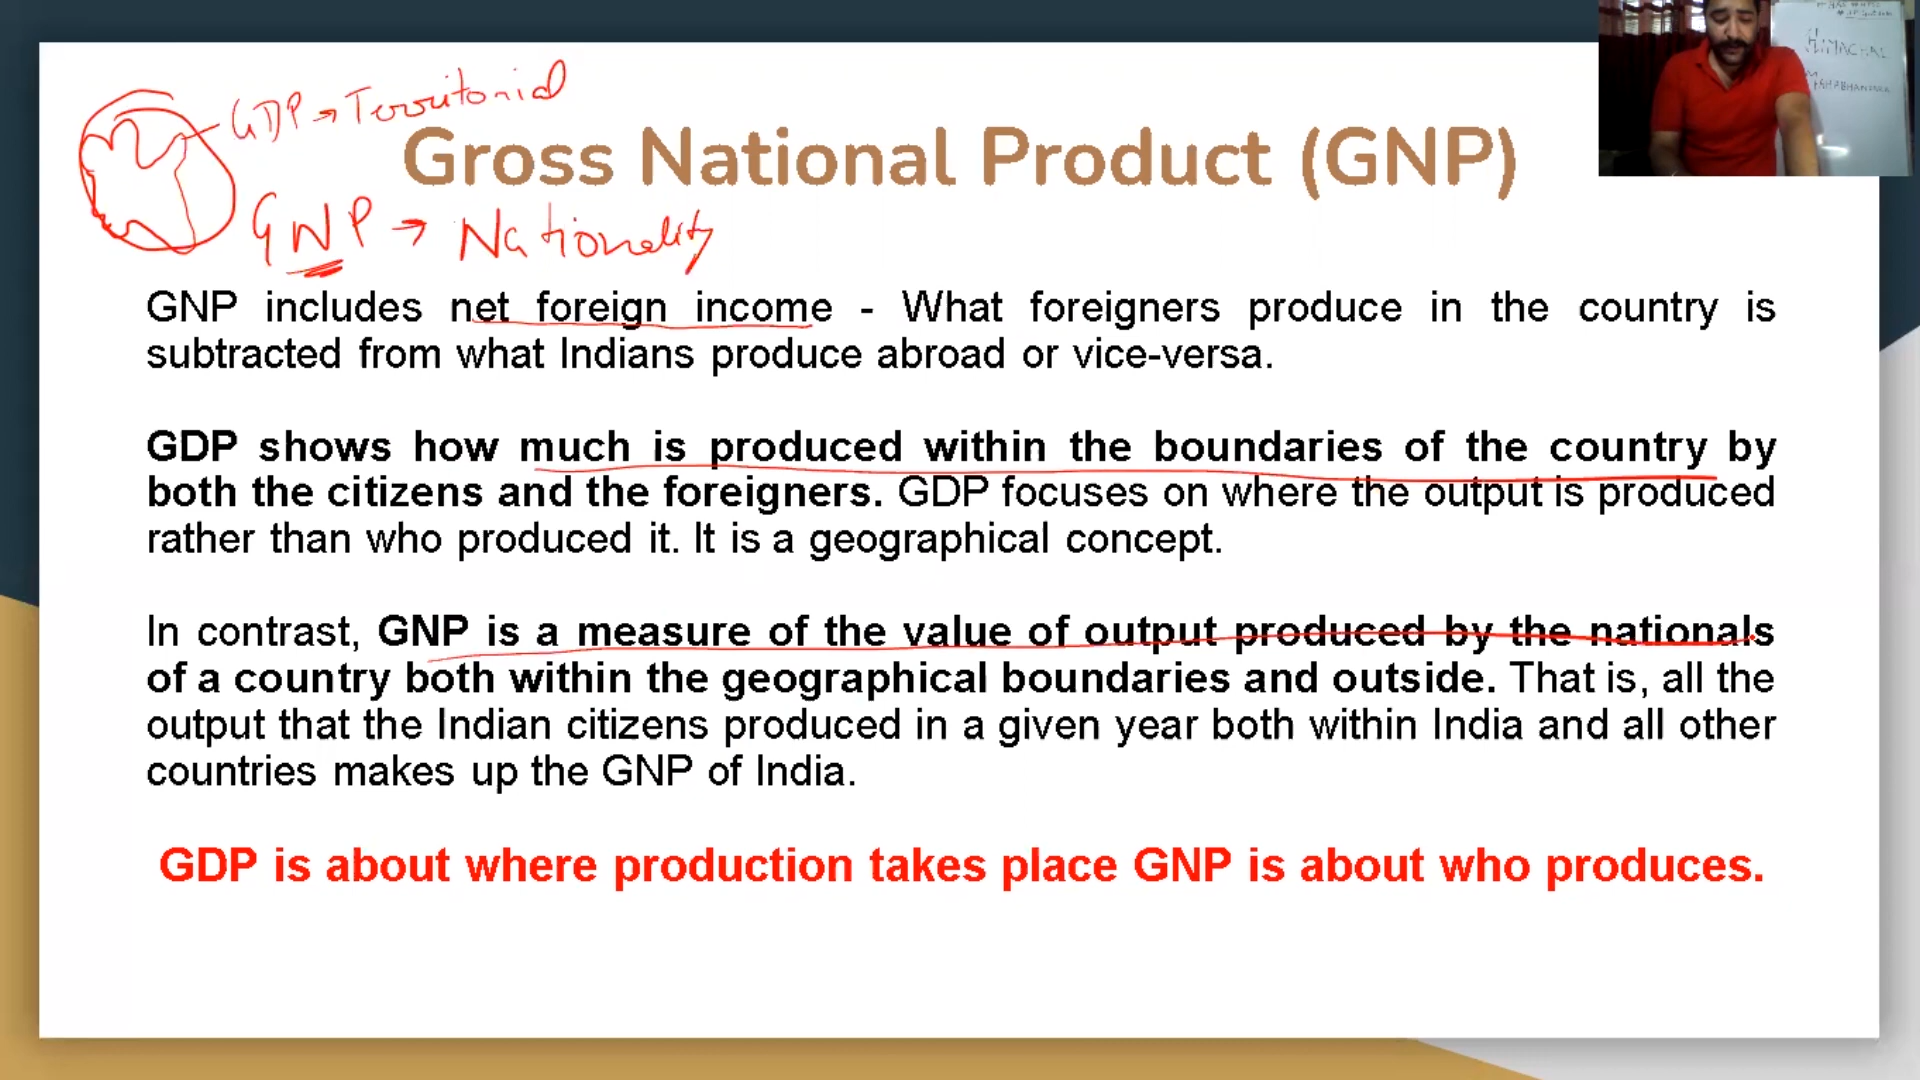 GDP → Territorial
Gross National Product (GNP)
GNP → Nationality
GNP includes net foreign income - What foreigners produce in the country is
subtracted from what Indians produce abroad or vice-versa.
GDP shows how much is produced within the boundaries of the country by
both the citizens and the foreigners. GDP focuses on where the output is produced
rather than who produced it. It is a geographical concept.
In contrast, GNP is a measure of the value of output produced by the nationals
of a country both within the geographical boundaries and outside. That is, all the
output that the Indian citizens produced in a given year both within India and all other
countries makes up the GNP of India.
GDP is about where production takes place GNP is about who produces.
HIMACHAL